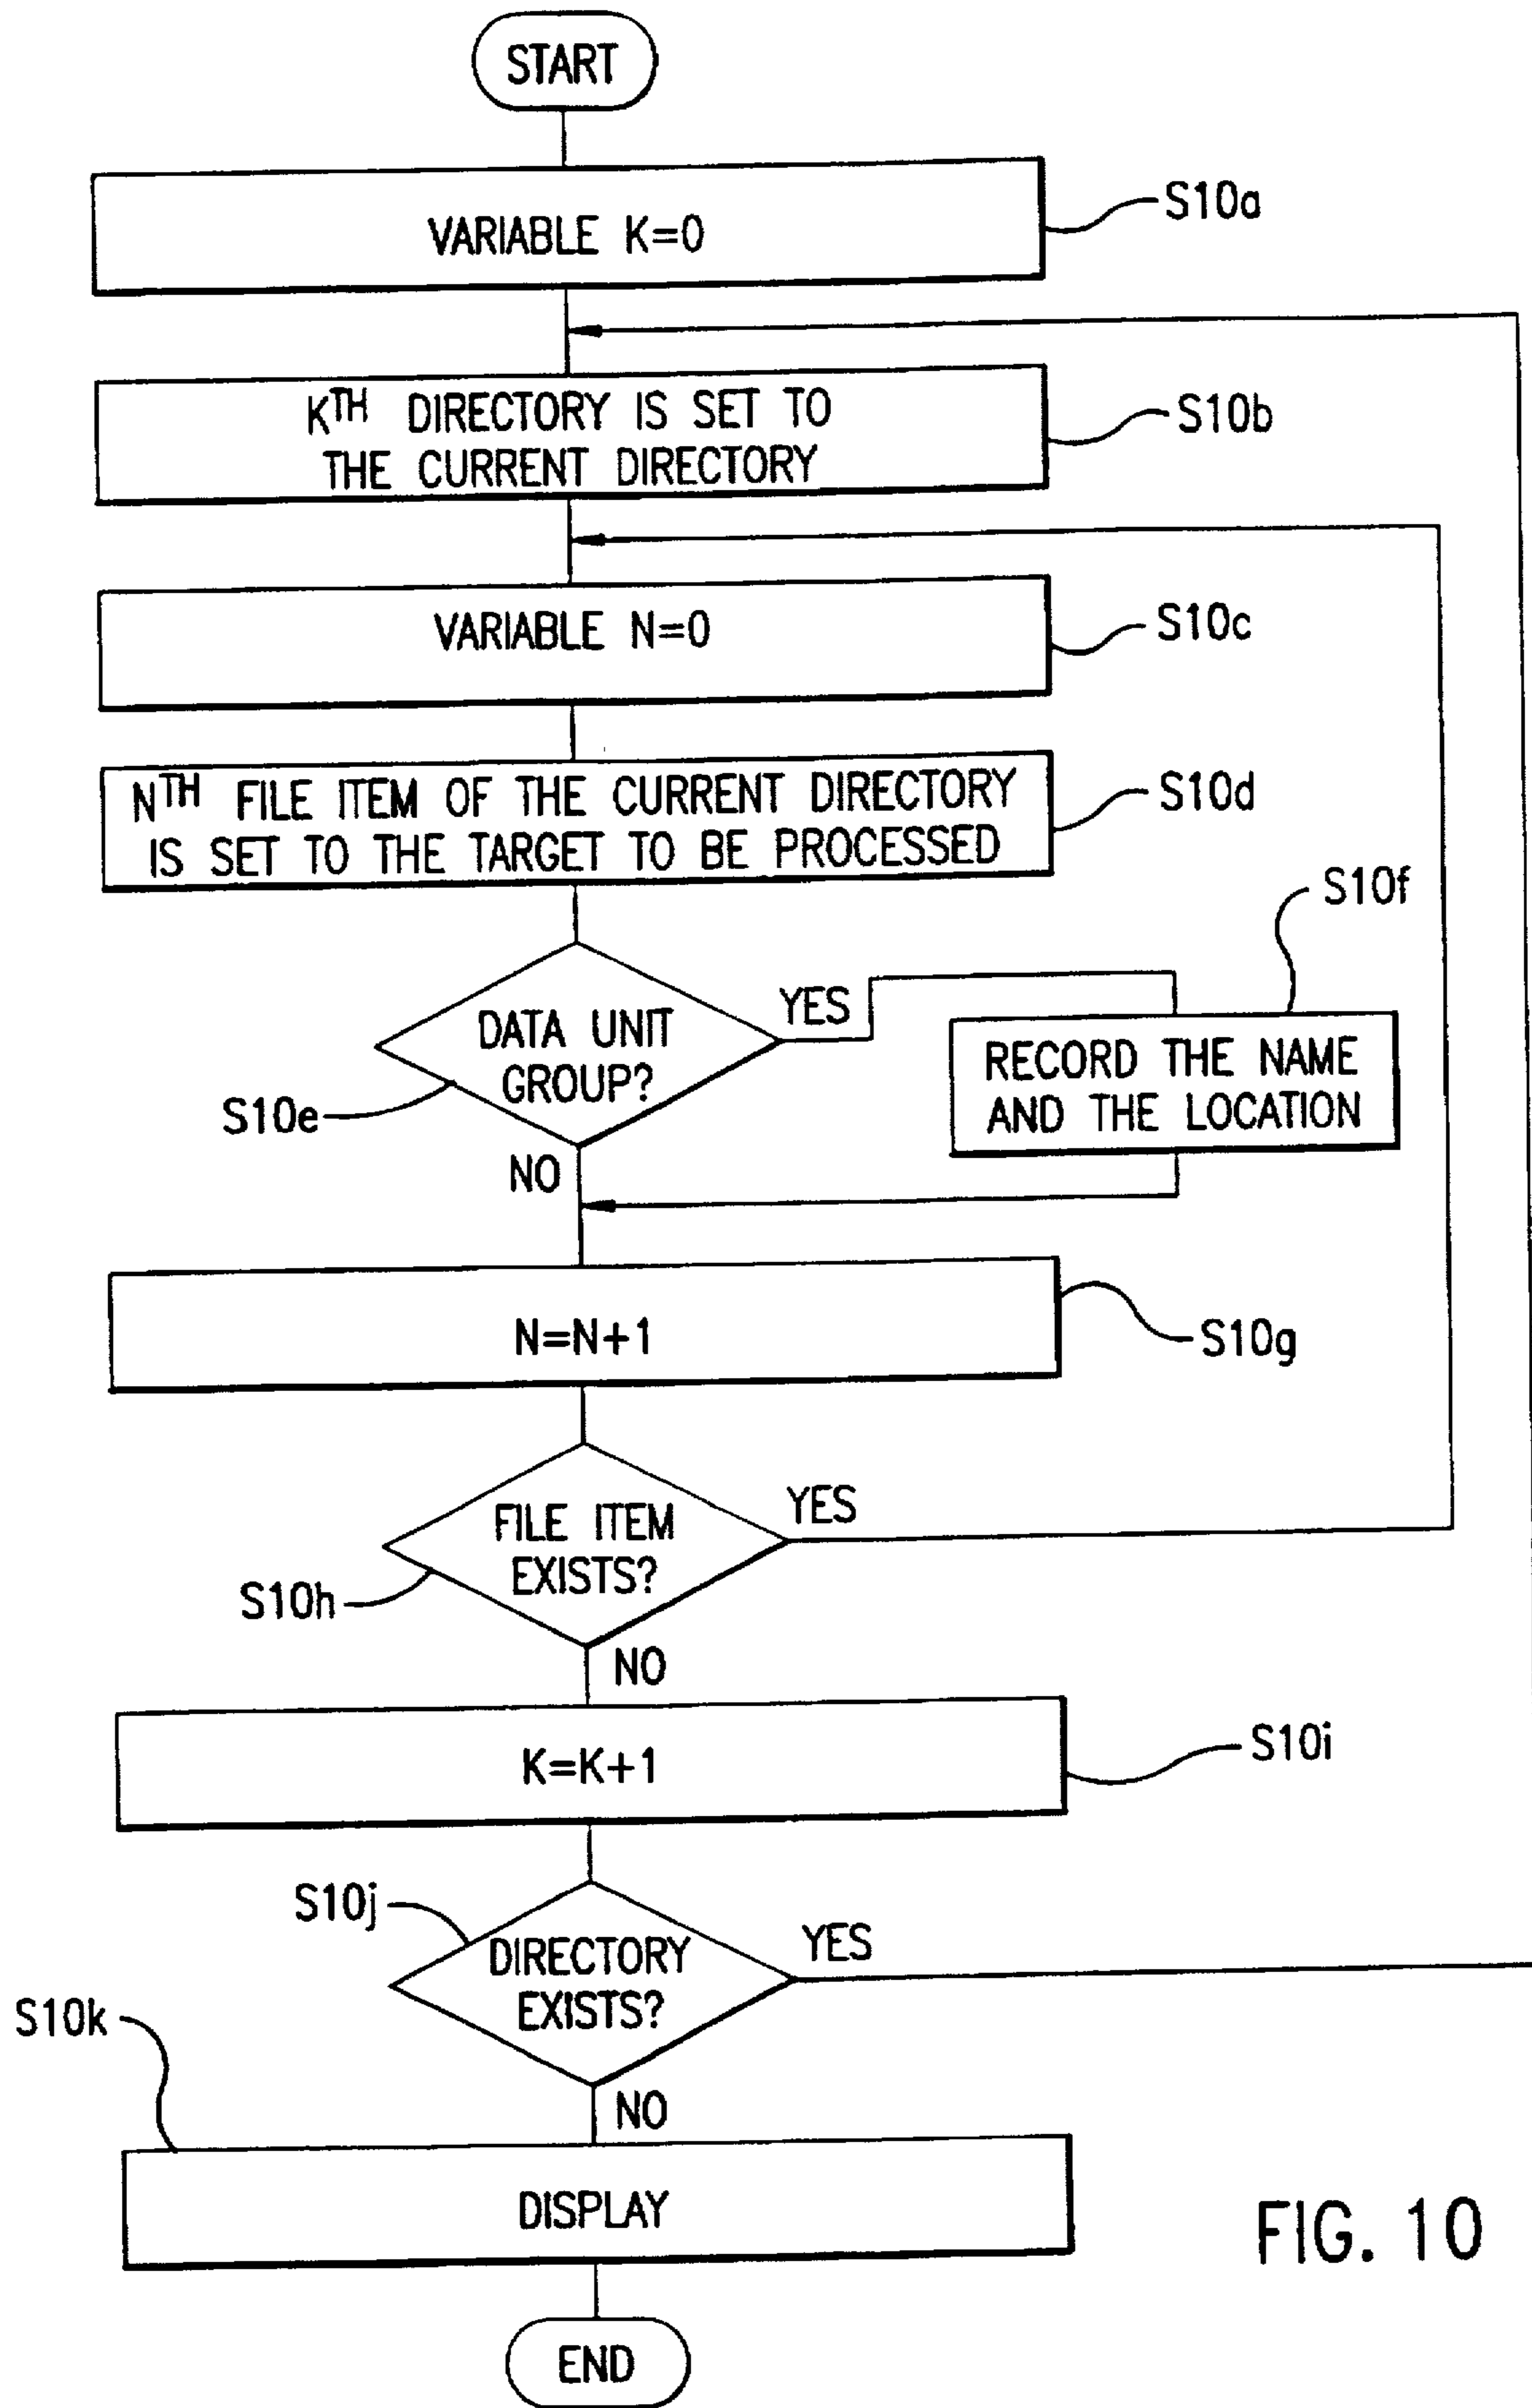 START
VARIABLE K=0
S10a
KTH DIRECTORY IS SET TO
THE CURRENT DIRECTORY
S10b
VARIABLE N=0
S10c
NTH FILE ITEM OF THE CURRENT DIRECTORY
IS SET TO THE TARGET TO BE PROCESSED
S10d
S10f
DATA UNIT
GROUP?
YES
RECORD THE NAME
AND THE LOCATION
S10e
NO
N=N+1
S10g
FILE ITEM
EXISTS?
YES
S10h
NO
K=K+1
S10i
S10j
DIRECTORY
EXISTS?
YES
S10k
NO
DISPLAY
FIG. 10
END